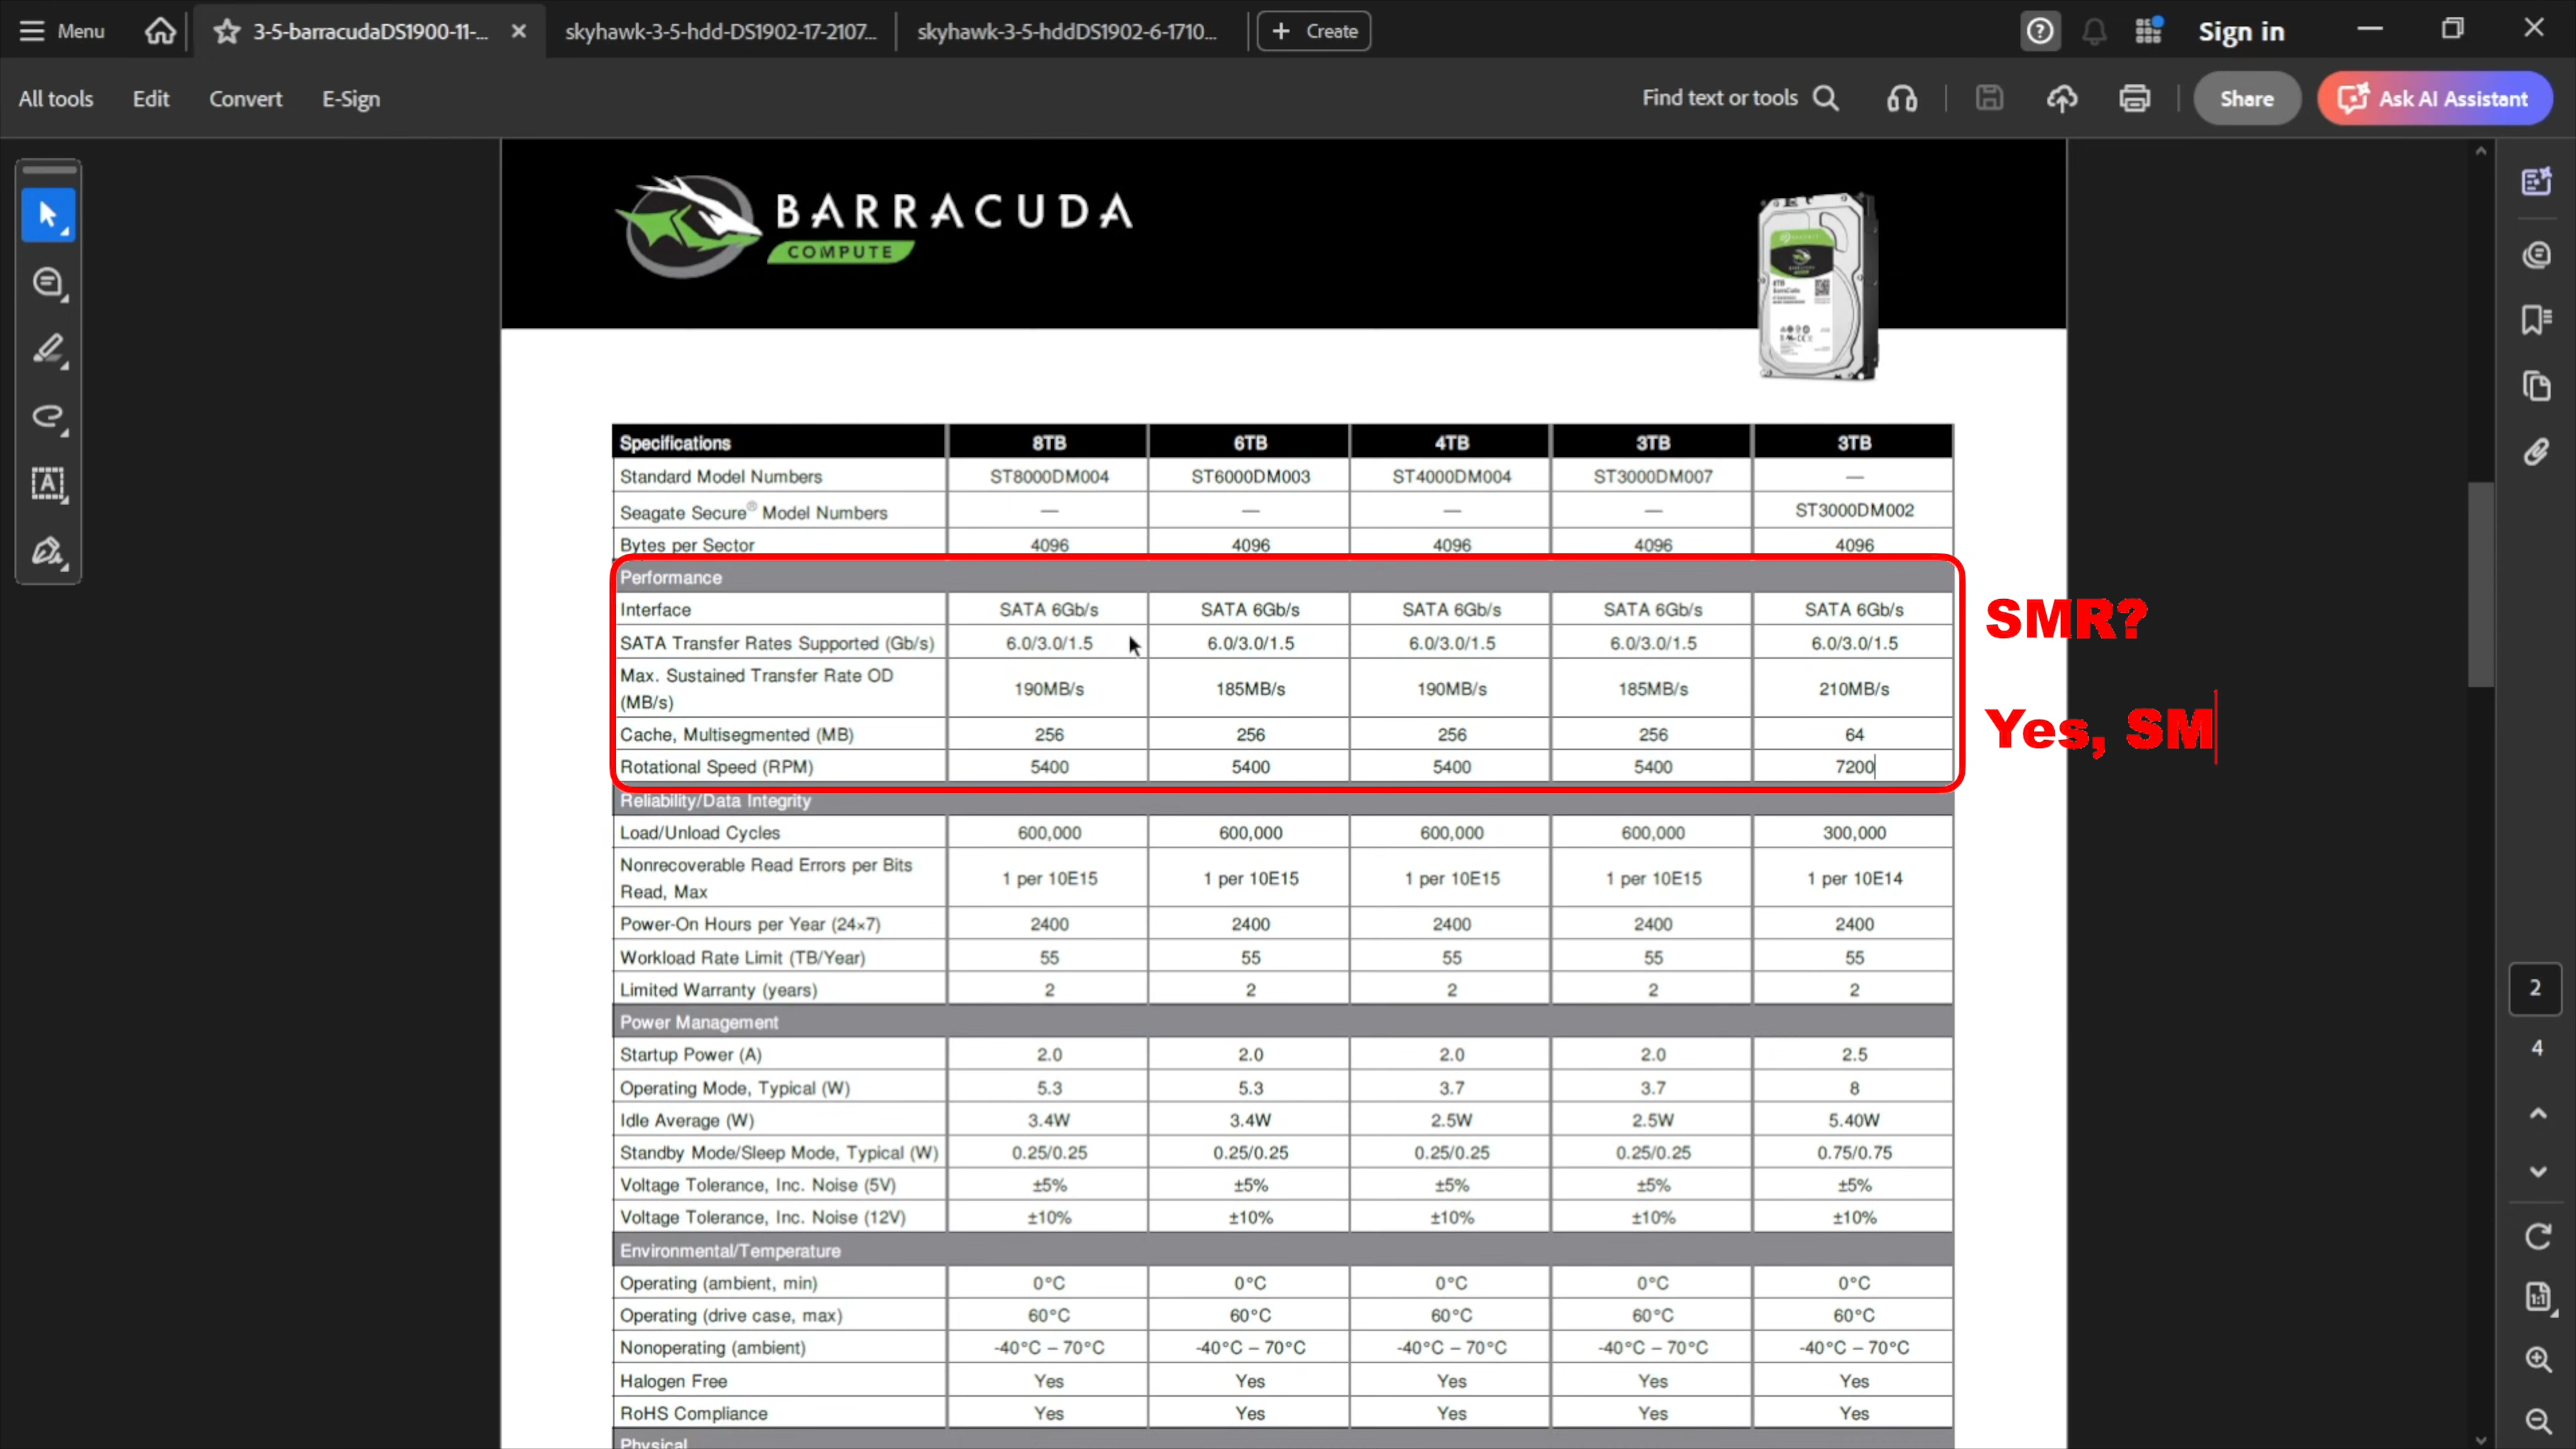 Menu
3-5-barracudaDS1900-11-...
skyhawk-3-5-hdd-DS1902-17-2107...
skyhawk-3-5-hddDS1902-6-1710...
Create
Sign in
All tools
Edit
Convert
E-Sign
Find text or tools
Share
Ask AI Assistant
BARRACUDA
COMPUTE
Specifications 8TB 6TB 4TB 3TB 3TB
Standard Model Numbers ST8000DM004 ST6000DM003 ST4000DM004 ST3000DM007 —
Seagate Secure® Model Numbers — — — — ST3000DM002
Bytes per Sector 4096 4096 4096 4096 4096
Performance
Interface SATA 6Gb/s SATA 6Gb/s SATA 6Gb/s SATA 6Gb/s SATA 6Gb/s
SATA Transfer Rates Supported (Gb/s) 6.0/3.0/1.5 6.0/3.0/1.5 6.0/3.0/1.5 6.0/3.0/1.5 6.0/3.0/1.5
Max. Sustained Transfer Rate OD
(MB/s) 190MB/s 185MB/s 190MB/s 185MB/s 210MB/s
Cache, Multisegmented (MB) 256 256 256 256 64
Rotational Speed (RPM) 5400 5400 5400 5400 7200
SMR?
Yes, SM
Reliability/Data Integrity
Load/Unload Cycles 600,000 600,000 600,000 600,000 300,000
Nonrecoverable Read Errors per Bits
Read, Max 1 per 10E15 1 per 10E15 1 per 10E15 1 per 10E15 1 per 10E14
Power-On Hours per Year (24×7) 2400 2400 2400 2400 2400
Workload Rate Limit (TB/Year) 55 55 55 55 55
Limited Warranty (years) 2 2 2 2 2
Power Management
Startup Power (A) 2.0 2.0 2.0 2.0 2.5
Operating Mode, Typical (W) 5.3 5.3 3.7 3.7 8
Idle Average (W) 3.4W 3.4W 2.5W 2.5W 5.40W
Standby Mode/Sleep Mode, Typical (W) 0.25/0.25 0.25/0.25 0.25/0.25 0.25/0.25 0.75/0.75
Voltage Tolerance, Inc. Noise (5V) ±5% ±5% ±5% ±5% ±5%
Voltage Tolerance, Inc. Noise (12V) ±10% ±10% ±10% ±10% ±10%
Environmental/Temperature
Operating (ambient, min) 0°C 0°C 0°C 0°C 0°C
Operating (drive case, max) 60°C 60°C 60°C 60°C 60°C
Nonoperating (ambient) -40°C – 70°C -40°C – 70°C -40°C – 70°C -40°C – 70°C -40°C – 70°C
Halogen Free Yes Yes Yes Yes Yes
RoHS Compliance Yes Yes Yes Yes Yes
Physical
2
4